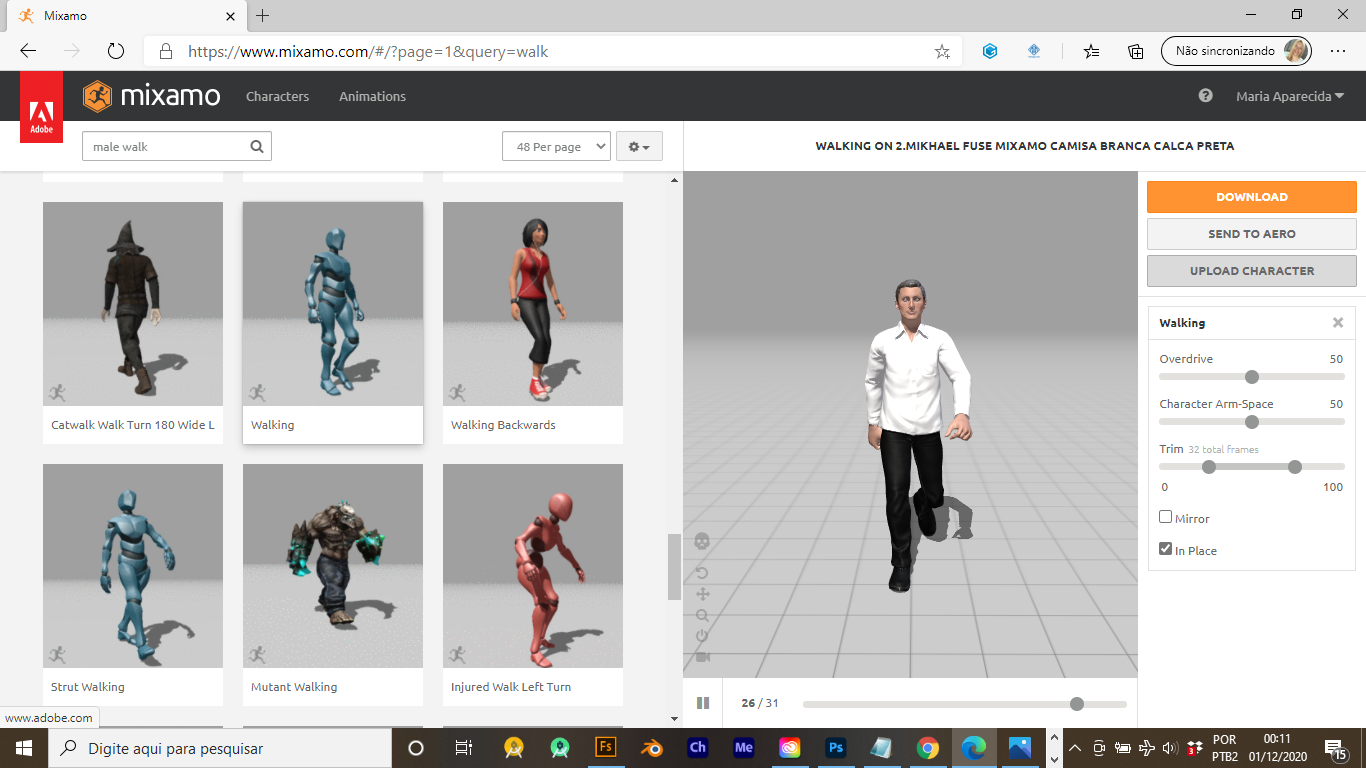 Mixamo
https://www.mixamo.com/#/?page=1&query=walk
Não sincronizando
Adobe
mixamo
Characters
Animations
Maria Aparecida
male walk
48 Per page
WALKING ON 2.MIKHAEL FUSE MIXAMO CAMISA BRANCA CALCA PRETA
DOWNLOAD
SEND TO AERO
UPLOAD CHARACTER
Catwalk Walk Turn 180 Wide L
Walking
Walking Backwards
Walking
Overdrive 50
Character Arm-Space 50
Trim 32 total frames
0 100
Mirror
In Place
Strut Walking
Mutant Walking
Injured Walk Left Turn
26 / 31
www.adobe.com
Digite aqui para pesquisar
Fs
Ch
Me
Ps
3
POR
PTB2
00:11
01/12/2020
15